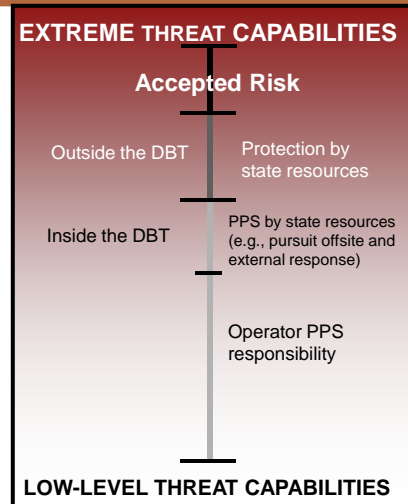 EXTREME THREAT CAPABILITIES
Accepted Risk
Outside the DBT
Protection by
state resources
Inside the DBT
PPS by state resources
(e.g., pursuit offsite and
external response)
Operator PPS
responsibility
LOW-LEVEL THREAT CAPABILITIES